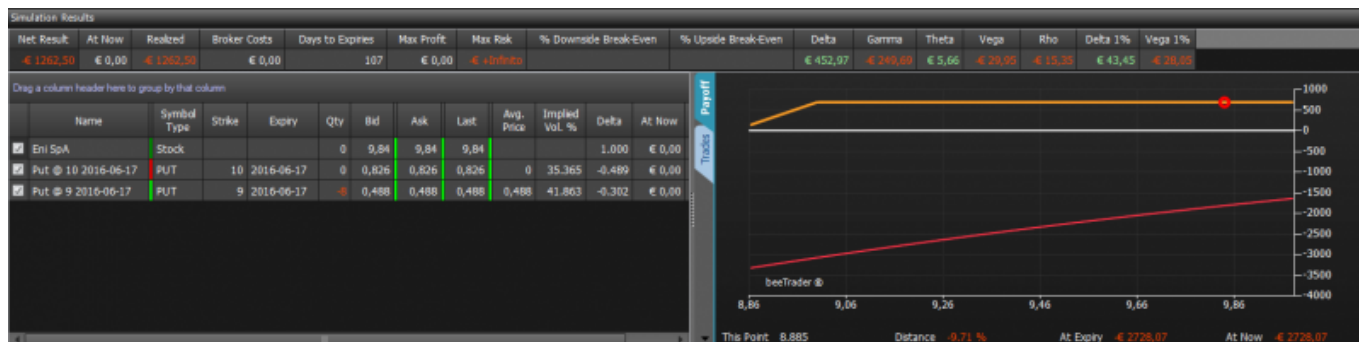 Simulation Results
Net Result At Now Realized Broker Costs Days to Expiries Max Profit Max Risk % Downside Break-Even % Upside Break-Even Delta Gamma Theta Vega Rho Delta 1% Vega 1%
-€ 1262,50 € 0,00 -€ 1262,50 € 0,00 107 € 0,00 -€ +Infinito € 452,97 -€ 249,69 € 5,66 -€ 29,95 -€ 15,35 € 43,45 -€ 28,05
Drag a column header here to group by that column
Name Symbol Type Strike Expiry Qty Bid Ask Last Avg. Price Implied Vol. % Delta At Now
Eni SpA Stock 0 9,84 9,84 9,84 1.000 € 0,00
Put @ 10 2016-06-17 PUT 10 2016-06-17 0 0,826 0,826 0,826 0 35.365 -0.489 € 0,00
Put @ 9 2016-06-17 PUT 9 2016-06-17 0,488 0,488 0,488 0,488 41.863 -0.302 € 0,00
Payoff
Trades
1000
500
0
-500
-1000
-1500
-2000
-2500
-3000
-3500
-4000
beeTrader ®
8,86 9,06 9,26 9,46 9,66 9,86
This Point 8.885 Distance -9.71 % At Expiry -€ 2728,07 At Now -€ 2728,07